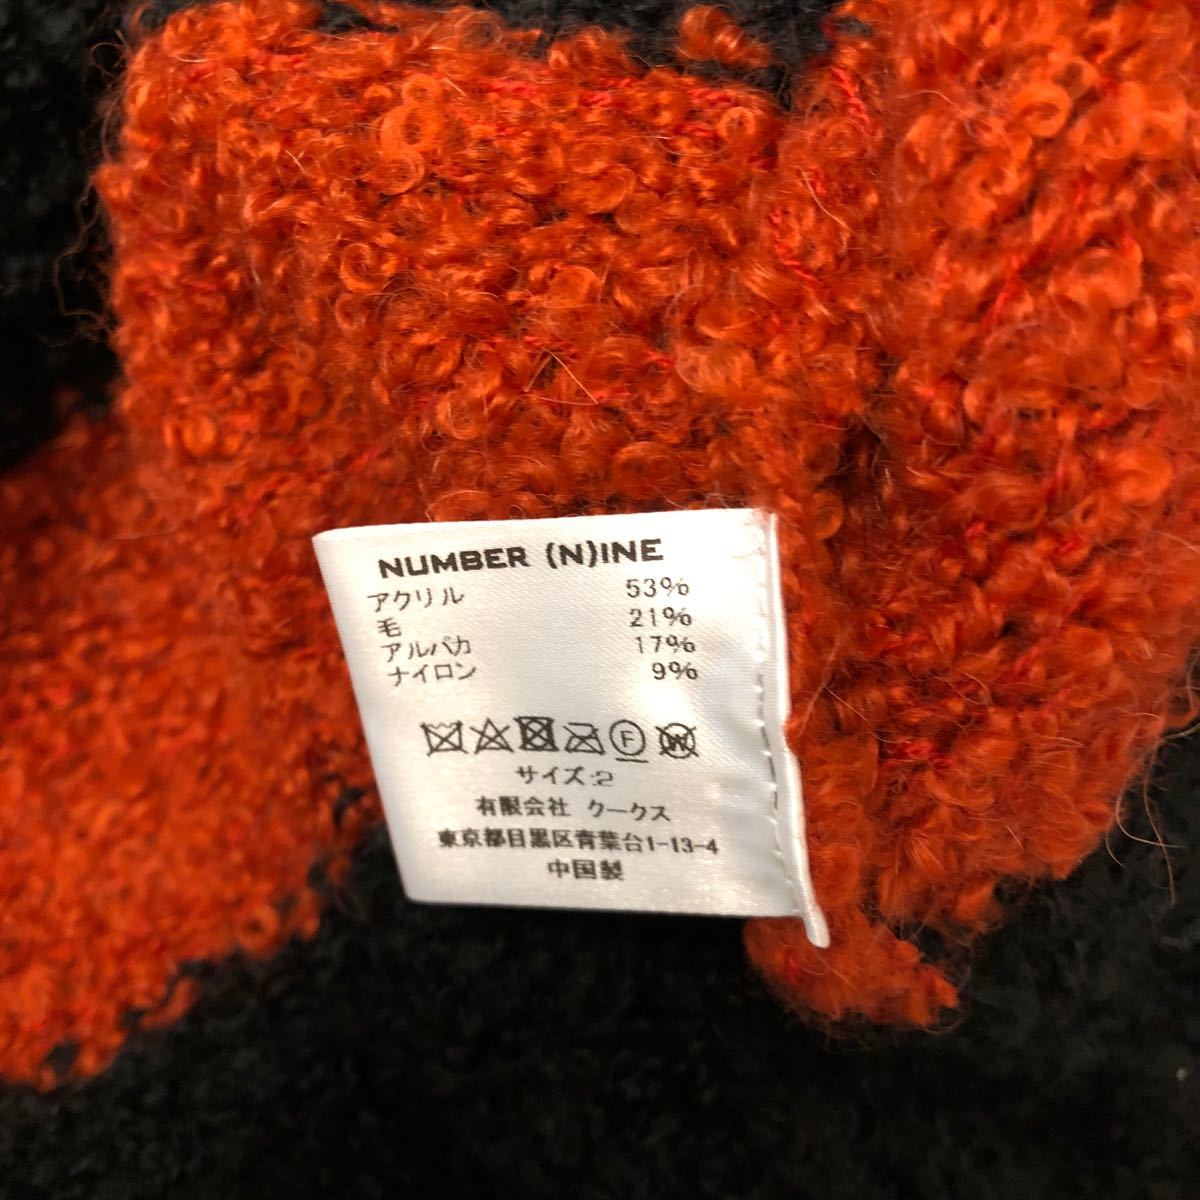 NUMBER (N)INE
アクリル 53%
毛 21%
アルパカ 17%
ナイロン 9%
F W
サイズ:2
有限会社 クークス
東京都目黒区青葉台1-13-4
中国製